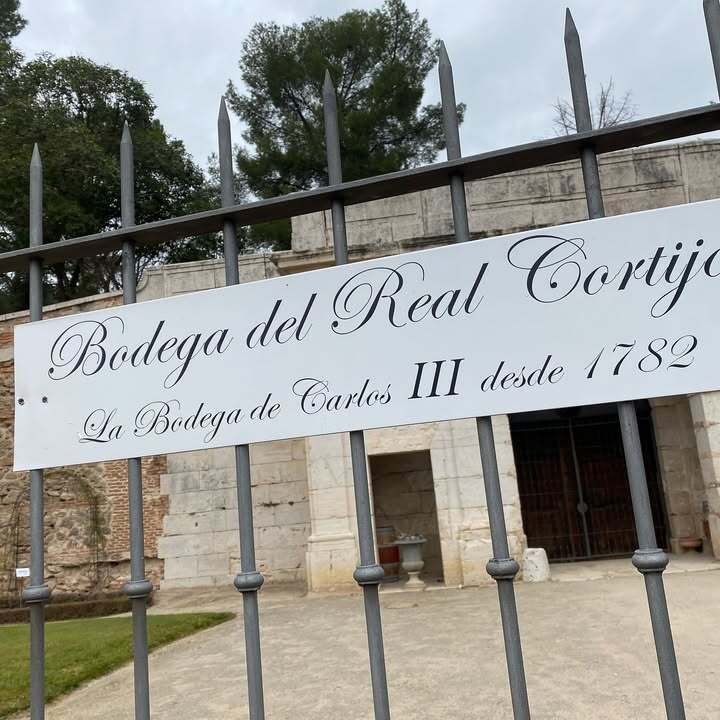 Bodega del Real Cortijo
La Bodega de Carlos III desde 1782